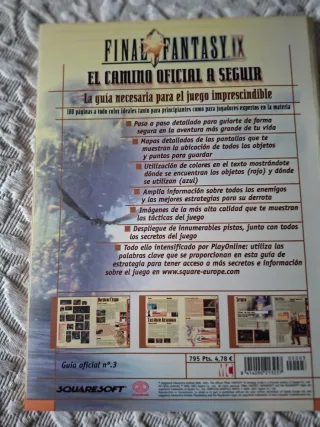 FINAL FANTASY IX
EL CAMINO OFICIAL A SEGUIR
La guía necesaria para el juego imprescindible
100 páginas a todo color ideales tanto para principiantes como para jugadores expertos en la materia
Paso a paso detallado para guiarte de forma
segura en la aventura más grande de tu vida
Mapas detallados de las pantallas que te
muestran la ubicación de todos los objetos
y puntos para guardar
Utilización de colores en el texto mostrándote
dónde se encuentran los objetos (rojo) y dónde
se utilizan (azul)
Amplia información sobre todos los enemigos
y las mejores estrategias para su derrota
Imágenes de la más alta calidad que te muestran
las tácticas del juego
Despliegue de innumerables pistas, junto con todos
los secretos del juego
Todo ello intensificado por PlayOnline: utiliza las
palabras clave que se proporcionan en esta guía de
estrategia para tener acceso a más secretos e información
sobre el juego en www.square-europe.com
Guía oficial nº.3
795 Pts. 4,78 €
MC
SQUARESOFT